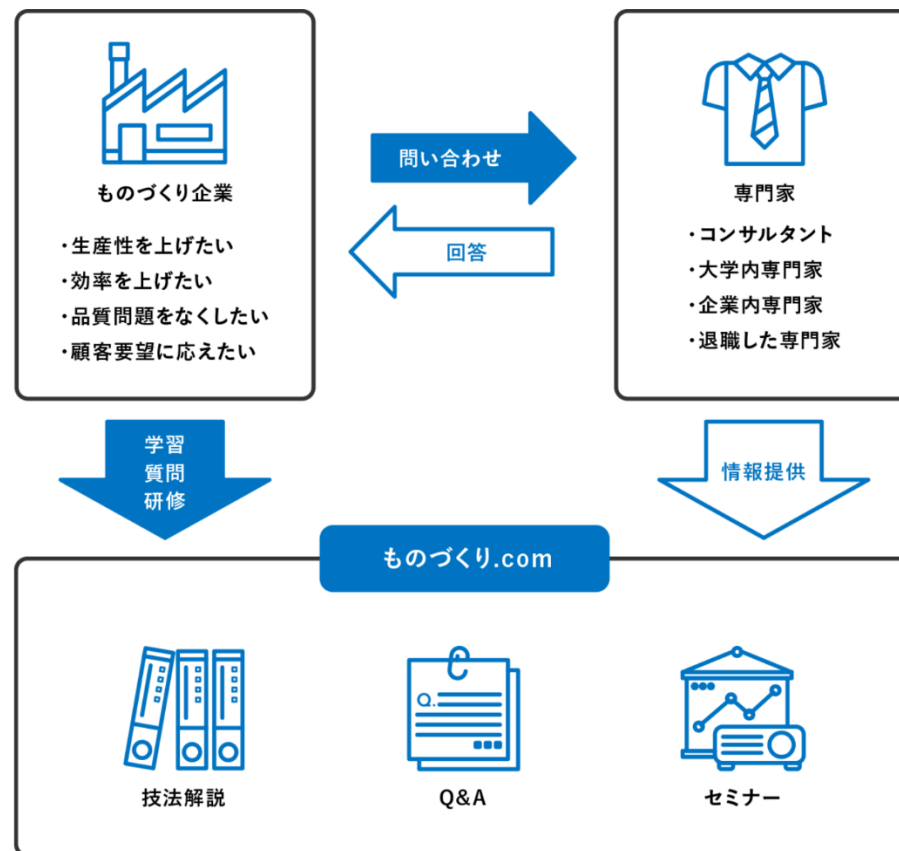 ものづくり企業
・生産性を上げたい
・効率を上げたい
・品質問題をなくしたい
・顧客要望に応えたい
問い合わせ
回答
専門家
・コンサルタント
・大学内専門家
・企業内専門家
・退職した専門家
学習
質問
研修
情報提供
ものづくり.com
技法解説
Q.
Q&A
セミナー